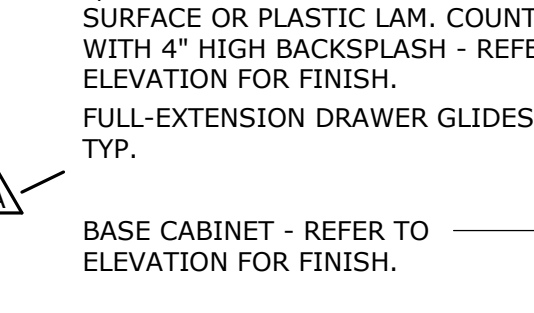 SURFACE OR PLASTIC LAM. COUNT
WITH 4" HIGH BACKSPLASH - REFE
ELEVATION FOR FINISH.
FULL-EXTENSION DRAWER GLIDES
TYP.
BASE CABINET - REFER TO
ELEVATION FOR FINISH.